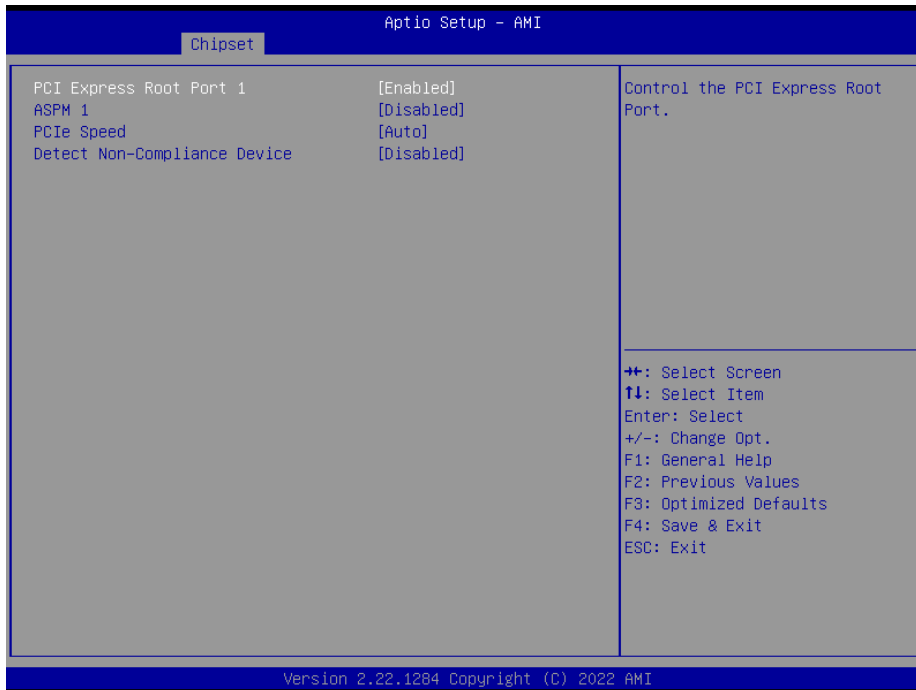 Aptio Setup – AMI
Chipset
PCI Express Root Port 1 [Enabled]
ASPM 1 [Disabled]
PCIe Speed [Auto]
Detect Non-Compliance Device [Disabled]
Control the PCI Express Root
Port.
→←: Select Screen
↑↓: Select Item
Enter: Select
+/-: Change Opt.
F1: General Help
F2: Previous Values
F3: Optimized Defaults
F4: Save & Exit
ESC: Exit
Version 2.22.1284 Copyright (C) 2022 AMI